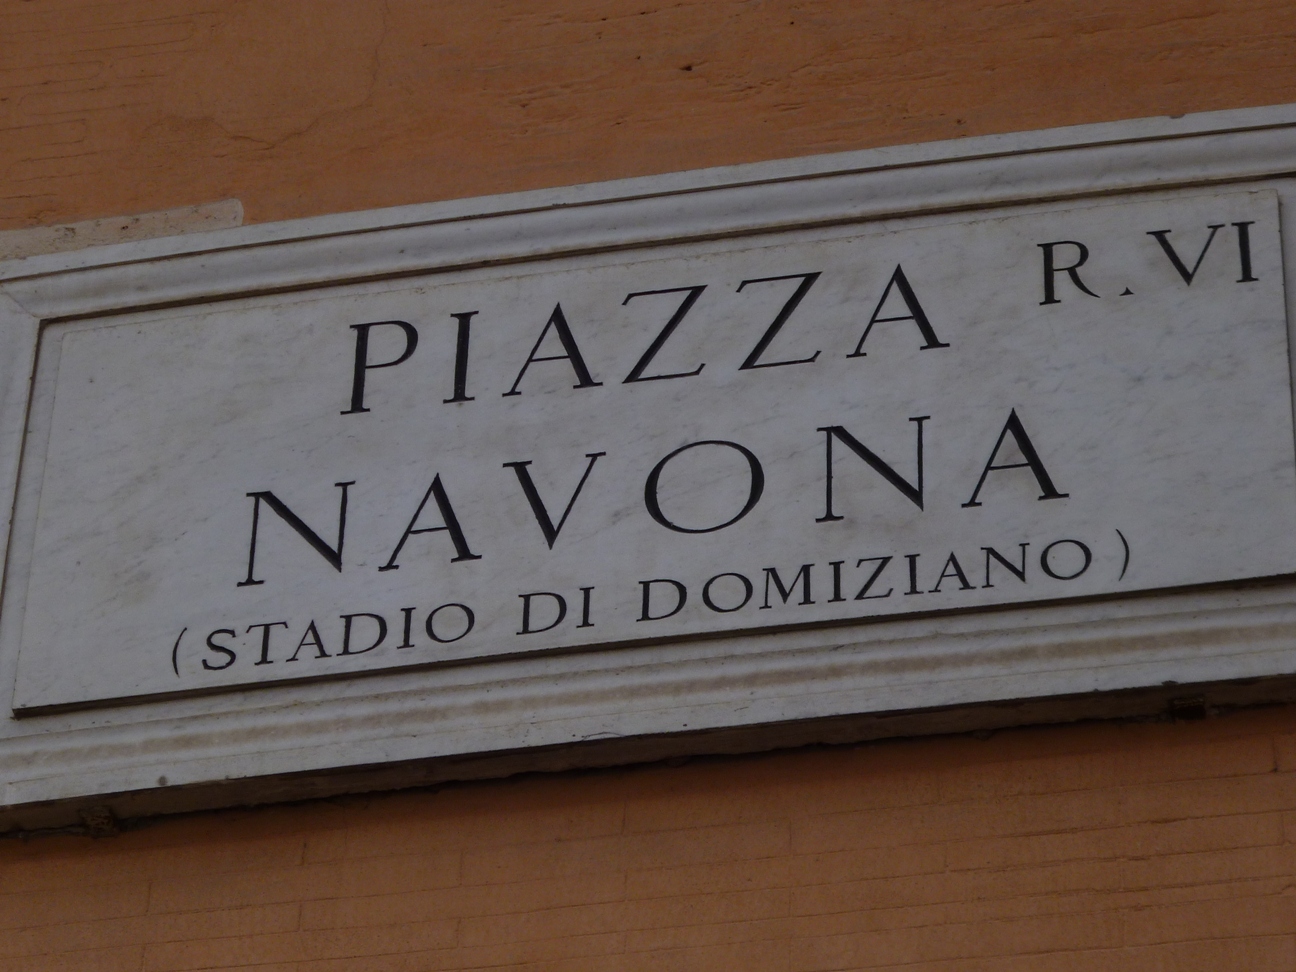 PIAZZA R. VI
NAVONA
(STADIO DI DOMIZIANO)